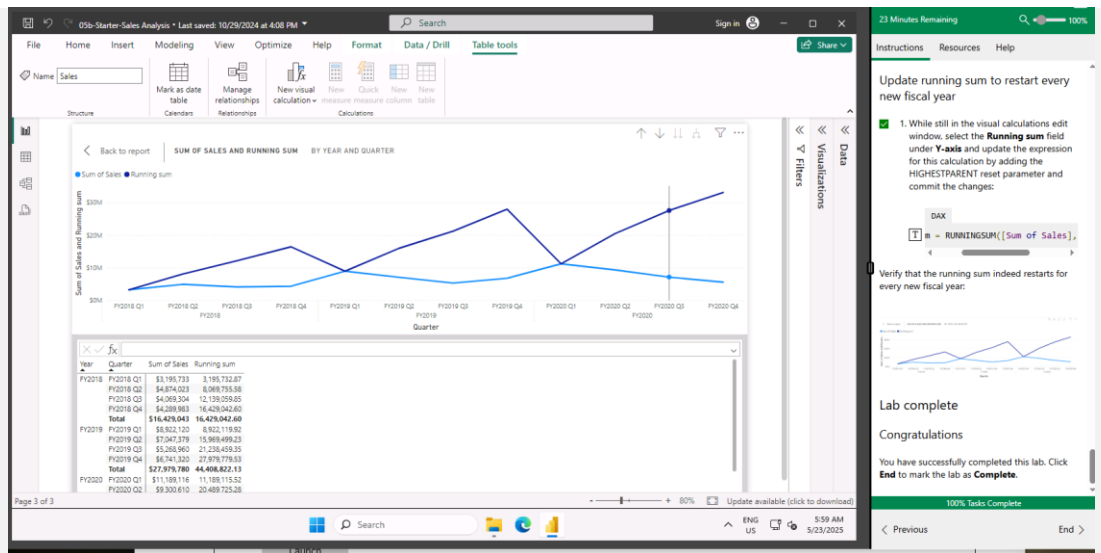 05b-Starter-Sales Analysis • Last saved: 10/29/2024 at 4:08 PM
Search
Sign in
File Home Insert Modeling View Optimize Help Format Data / Drill Table tools
Share
Name Sales
Mark as date table
Manage relationships
New visual calculation
New measure
Quick measure
New column
New table
Structure Calendars Relationships Calculations
Back to report SUM OF SALES AND RUNNING SUM BY YEAR AND QUARTER
Sum of Sales Running sum
Sum of Sales and Running sum
$30M
$20M
$10M
$0M
FY2018 Q1 FY2018 Q2 FY2018 Q3 FY2018 Q4 FY2019 Q1 FY2019 Q2 FY2019 Q3 FY2019 Q4 FY2020 Q1 FY2020 Q2 FY2020 Q3 FY2020 Q4
FY2018 FY2019 FY2020
Quarter
Filters
Visualizations
Data
fx
Year Quarter Sum of Sales Running sum
FY2018 FY2018 Q1 $3,195,733 3,195,732.87
FY2018 Q2 $4,874,023 8,069,755.58
FY2018 Q3 $4,069,304 12,139,059.85
FY2018 Q4 $4,289,983 16,429,042.60
Total $16,429,043 16,429,042.60
FY2019 FY2019 Q1 $8,922,120 8,922,119.92
FY2019 Q2 $7,047,379 15,969,499.23
FY2019 Q3 $5,268,960 21,238,459.35
FY2019 Q4 $6,741,320 27,979,779.53
Total $27,979,780 44,408,822.13
FY2020 FY2020 Q1 $11,189,116 11,189,115.52
FY2020 Q2 $9,300,610 20,489,725.28
Page 3 of 3
- + 80%
Update available (click to download)
Search
ENG
US
5:59 AM
5/23/2025
Launch
23 Minutes Remaining
100%
Instructions Resources Help
Update running sum to restart every
new fiscal year
1. While still in the visual calculations edit
window, select the Running sum field
under Y-axis and update the expression
for this calculation by adding the
HIGHESTPARENT reset parameter and
commit the changes:
DAX
T m = RUNNINGSUM([Sum of Sales],
Verify that the running sum indeed restarts for
every new fiscal year:
Lab complete
Congratulations
You have successfully completed this lab. Click
End to mark the lab as Complete.
100% Tasks Complete
Previous End